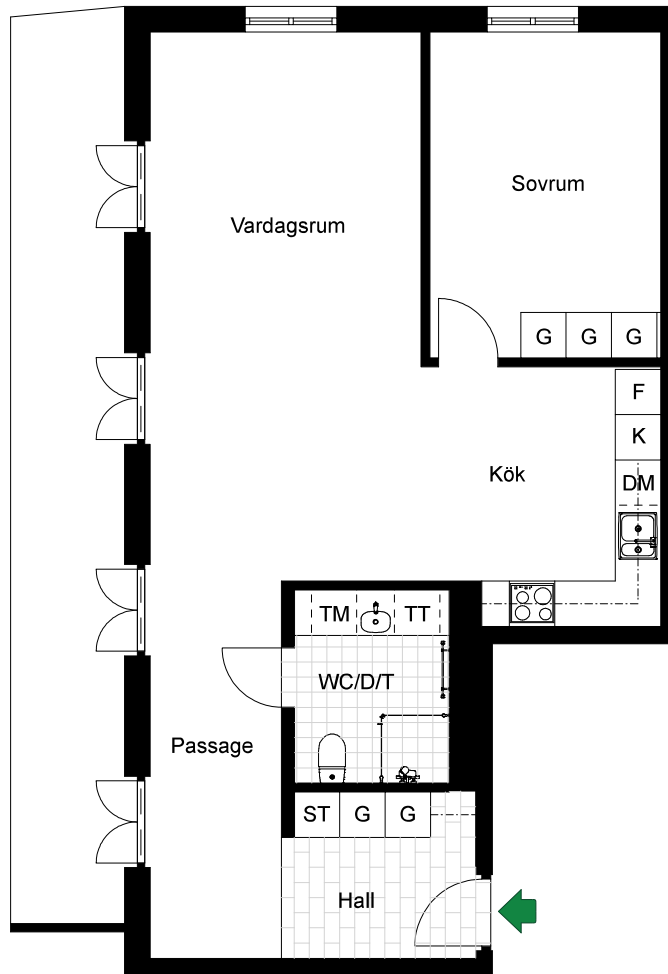 Sovrum
Vardagsrum
G G G
F
K
Kök
DM
TM TT
WC/D/T
Passage
ST G G
Hall